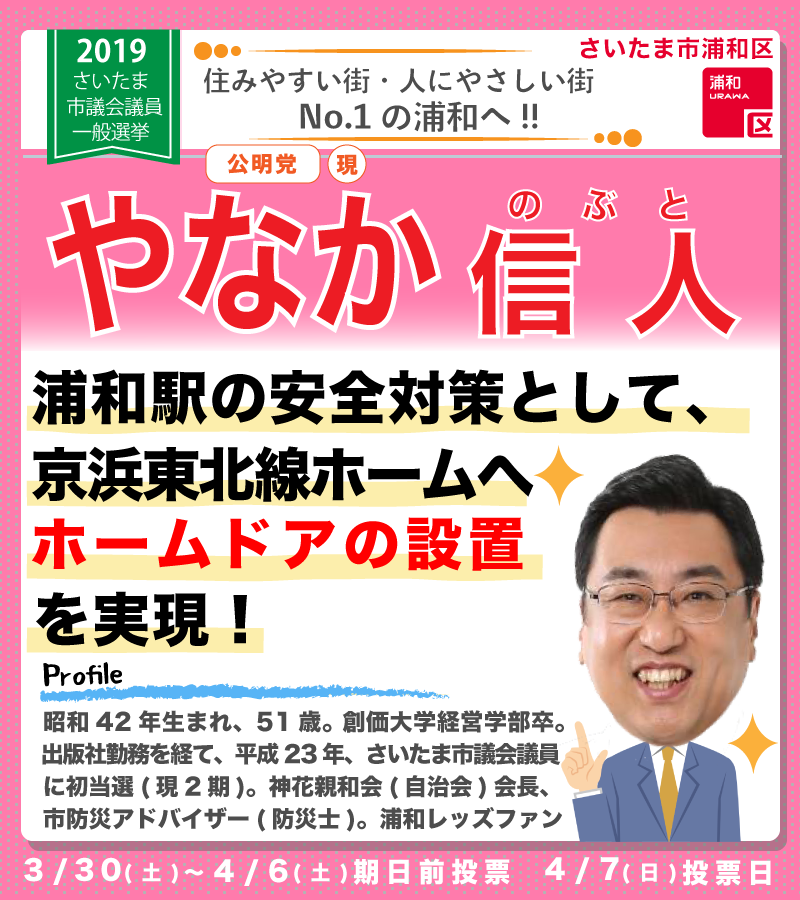 2019
さいたま
市議会議員
一般選挙
住みやすい街・人にやさしい街
No.1 の浦和へ !!
さいたま市浦和区
浦和
URAWA
区
公明党 現
のぶと
やなか 信人
浦和駅の安全対策として、
京浜東北線ホームへ
ホームドアの設置
を実現！
Profile
昭和 42 年生まれ、51 歳。創価大学経営学部卒。
出版社勤務を経て、平成 23 年、さいたま市議会議員
に初当選 ( 現 2 期 )。神花親和会 ( 自治会 ) 会長、
市防災アドバイザー ( 防災士 )。浦和レッズファン
3/30(土)~4/6(土)期日前投票 4/7(日)投票日